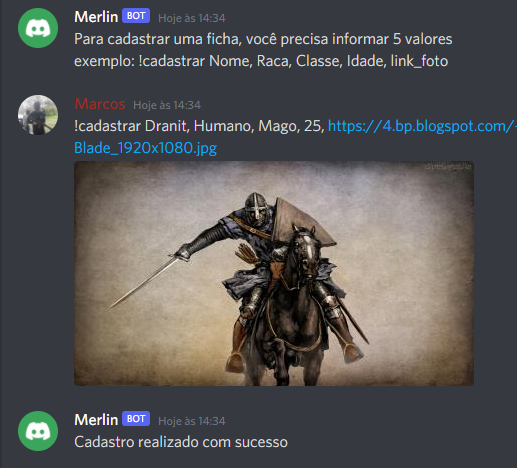 Merlin BOT Hoje às 14:34
Para cadastrar uma ficha, você precisa informar 5 valores
exemplo: !cadastrar Nome, Raca, Classe, Idade, link_foto
Marcos Hoje às 14:34
!cadastrar Dranit, Humano, Mago, 25, https://4.bp.blogspot.com/
Blade_1920x1080.jpg
Merlin BOT Hoje às 14:34
Cadastro realizado com sucesso